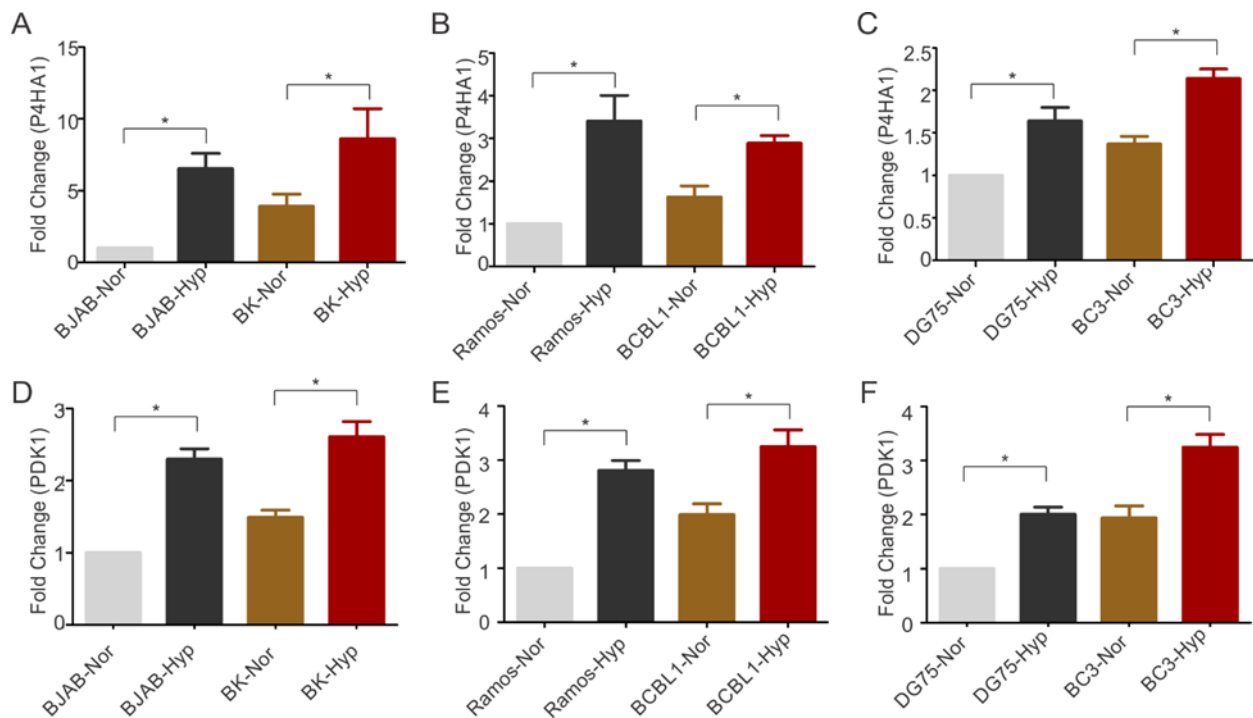 A
Fold Change (P4HA1)
15
10
5
0
*
*
BJAB-Nor
BJAB-Hyp
BK-Nor
BK-Hyp
B
Fold Change (P4HA1)
5
4
3
2
1
0
*
*
Ramos-Nor
Ramos-Hyp
BCBL1-Nor
BCBL1-Hyp
C
Fold Change (P4HA1)
2.5
2
1.5
1
0.5
0
*
*
DG75-Nor
DG75-Hyp
BC3-Nor
BC3-Hyp
D
Fold Change (PDK1)
3
2
1
0
*
*
BJAB-Nor
BJAB-Hyp
BK-Nor
BK-Hyp
E
Fold Change (PDK1)
4
3
2
1
0
*
*
Ramos-Nor
Ramos-Hyp
BCBL1-Nor
BCBL1-Hyp
F
Fold Change (PDK1)
4
3
2
1
0
*
*
DG75-Nor
DG75-Hyp
BC3-Nor
BC3-Hyp